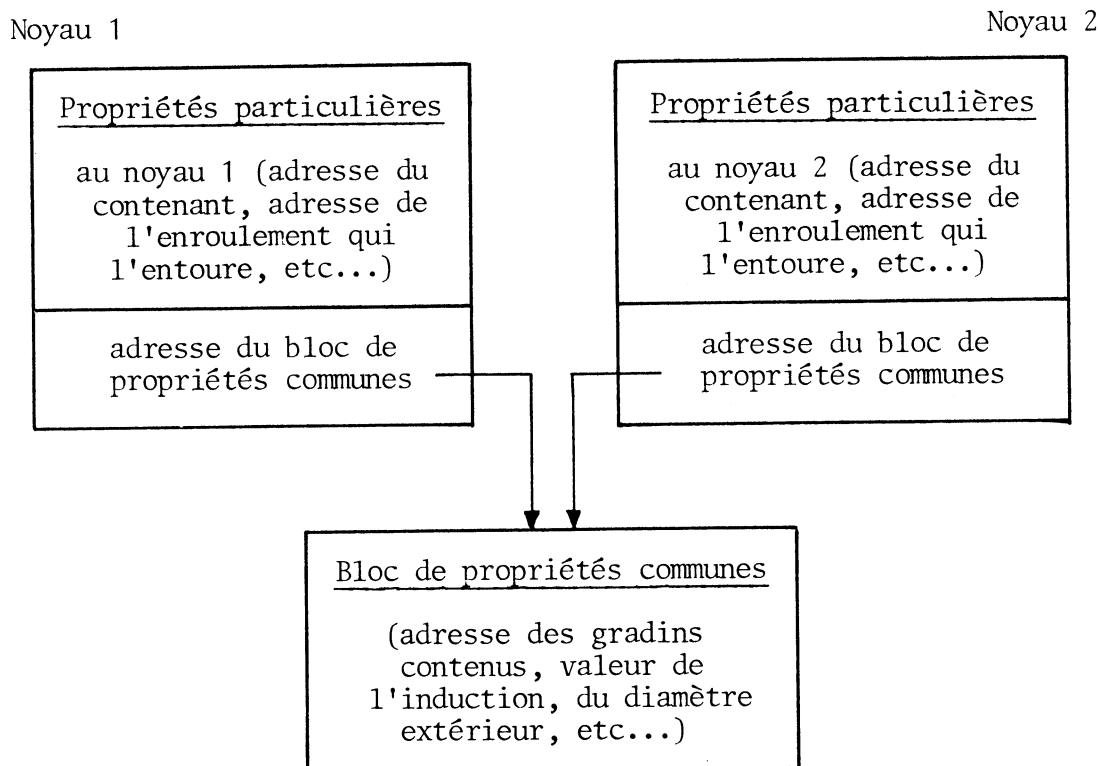 Noyau 1
Noyau 2
Propriétés particulières
au noyau 1 (adresse du
contenant, adresse de
l'enroulement qui
l'entoure, etc...)
adresse du bloc de
propriétés communes
Propriétés particulières
au noyau 2 (adresse du
contenant, adresse de
l'enroulement qui
l'entoure, etc...)
adresse du bloc de
propriétés communes
Bloc de propriétés communes
(adresse des gradins
contenus, valeur de
l'induction, du diamètre
extérieur, etc...)